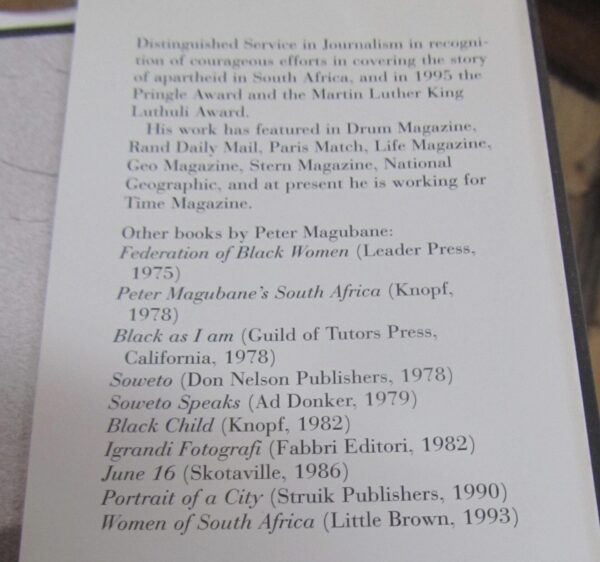 Distinguished Service in Journalism in recogni-
tion of courageous efforts in covering the story
of apartheid in South Africa, and in 1995 the
Pringle Award and the Martin Luther King
Luthuli Award.
His work has featured in Drum Magazine,
Rand Daily Mail, Paris Match, Life Magazine,
Geo Magazine, Stern Magazine, National
Geographic, and at present he is working for
Time Magazine.
Other books by Peter Magubane:
Federation of Black Women (Leader Press,
1975)
Peter Magubane's South Africa (Knopf,
1978)
Black as I am (Guild of Tutors Press,
California, 1978)
Soweto (Don Nelson Publishers, 1978)
Soweto Speaks (Ad Donker, 1979)
Black Child (Knopf, 1982)
Igrandi Fotografi (Fabbri Editori, 1982)
June 16 (Skotaville, 1986)
Portrait of a City (Struik Publishers, 1990)
Women of South Africa (Little Brown, 1993)